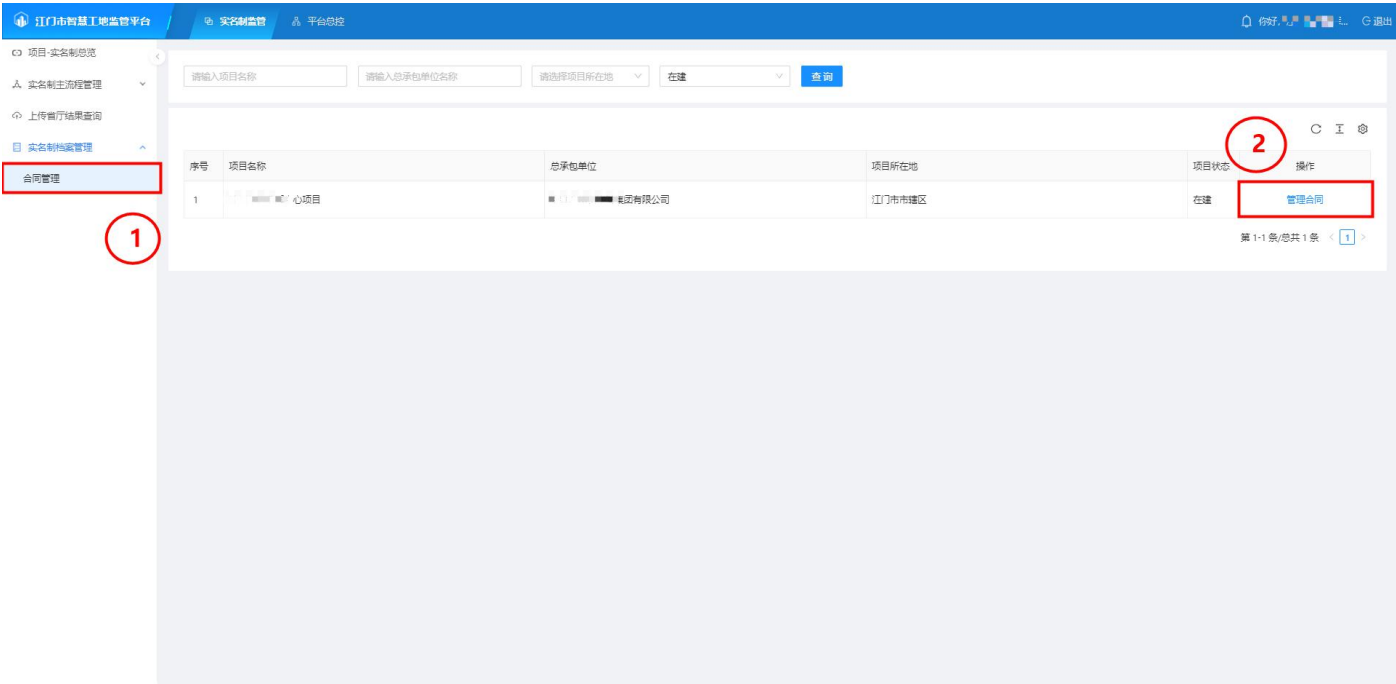 江门市智慧工地监管平台 实名制监管 平台总控 你好, 退出
项目-实名制总览
实名制主流程管理
上传省厅结果查询
实名制档案管理
合同管理
1
请输入项目名称 请输入总承包单位名称 请选择项目所在地 在建 查询
2
序号 项目名称 总承包单位 项目所在地 项目状态 操作
1 心项目 集团有限公司 江门市市辖区 在建 管理合同
第 1-1 条/总共 1 条 < 1 >